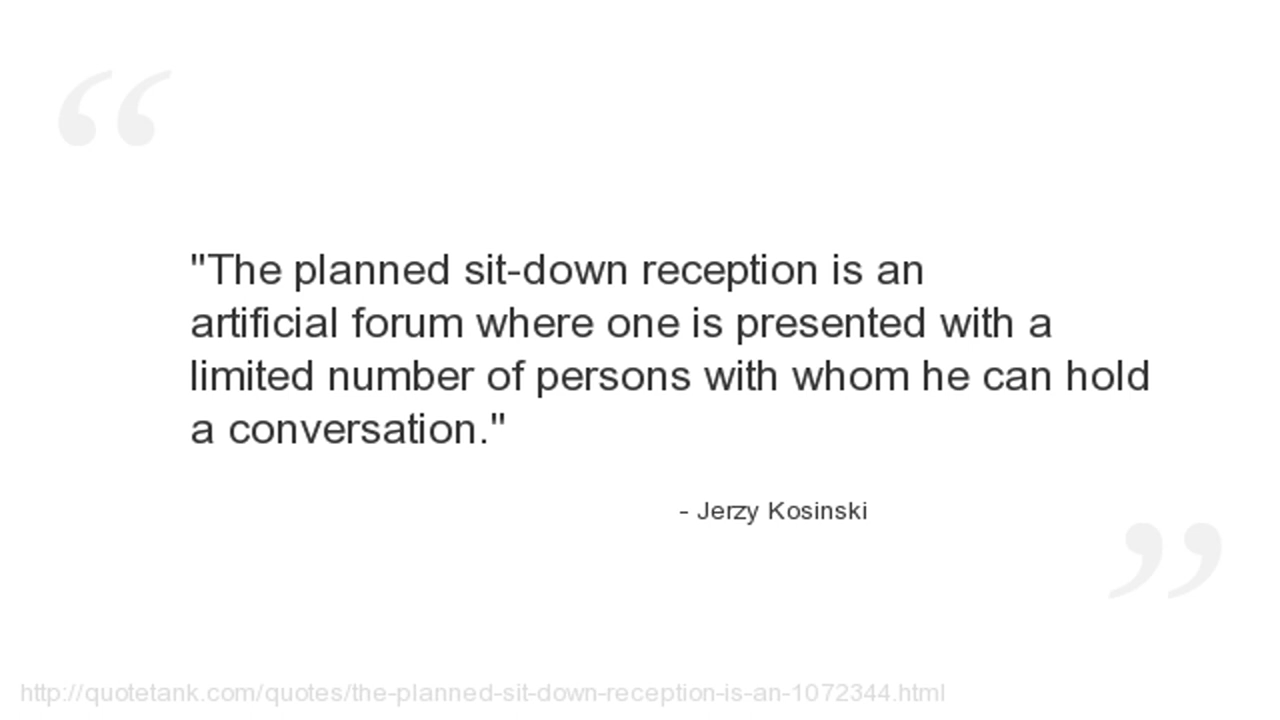 "The planned sit-down reception is an
artificial forum where one is presented with a
limited number of persons with whom he can hold
a conversation."
- Jerzy Kosinski
http://quotetank.com/quotes/the-planned-sit-down-reception-is-an-1072344.html